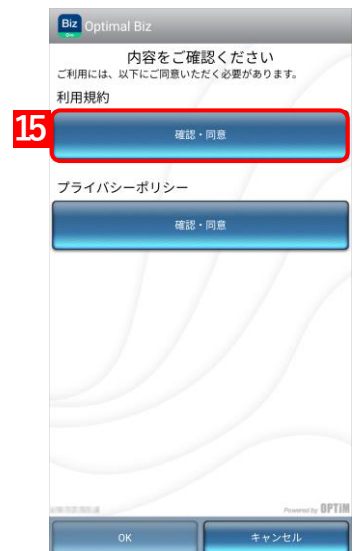 Biz Optimal Biz
内容をご確認ください
ご利用には、以下にご同意いただく必要があります。
利用規約
15
確認・同意
プライバシーポリシー
確認・同意
Powered by OPTiM
OK キャンセル